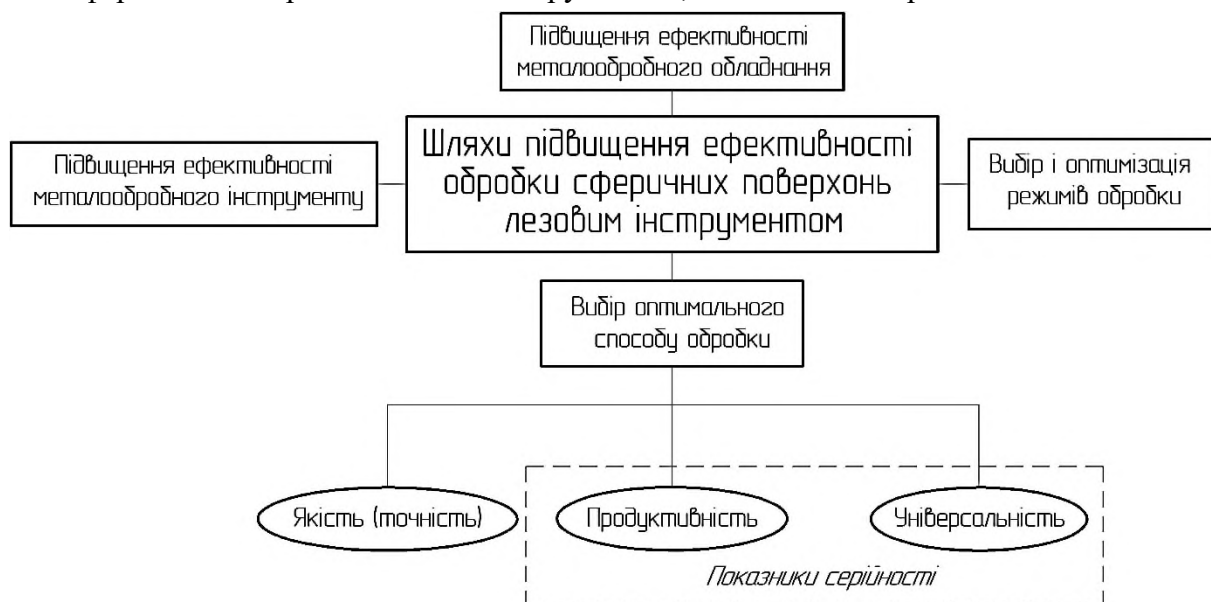 Підвищення ефективності
металообробного обладнання
Шляхи підвищення ефективності
обробки сферичних поверхонь
лезовим інструментом
Підвищення ефективності
металообробного інструменту
Вибір і оптимізація
режимів обробки
Вибір оптимального
способу обробки
Якість (точність)
Продуктивність
Універсальність
Показники серійності